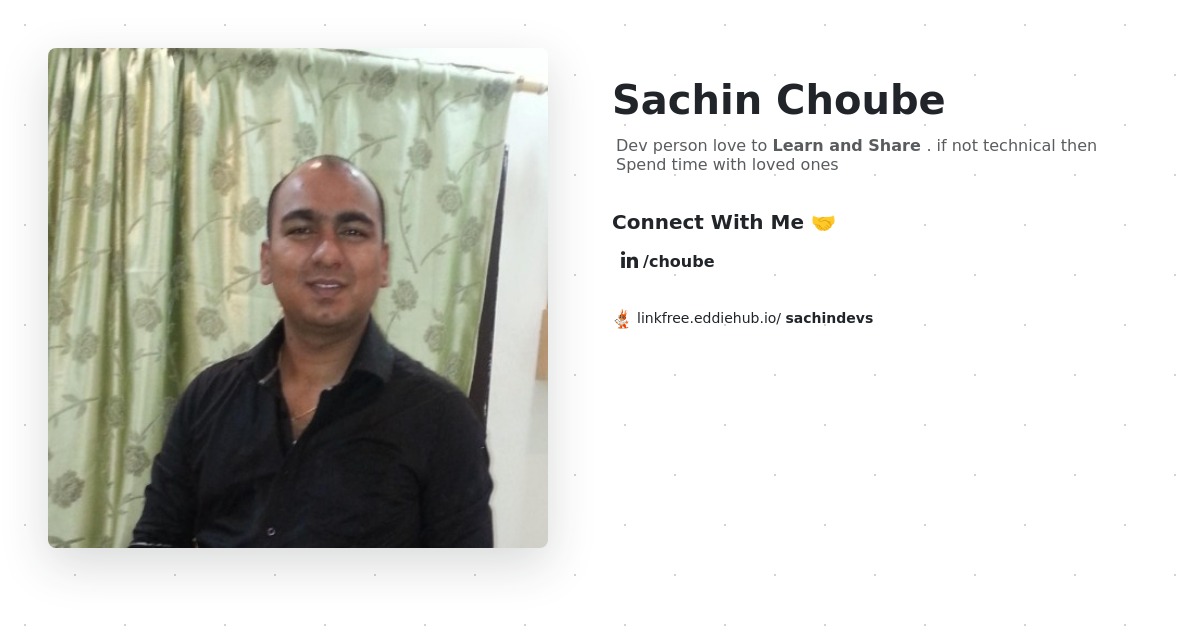 Sachin Choube
Dev person love to Learn and Share . if not technical then
Spend time with loved ones
Connect With Me 🤝
in /choube
linkfree.eddiehub.io/ sachindevs